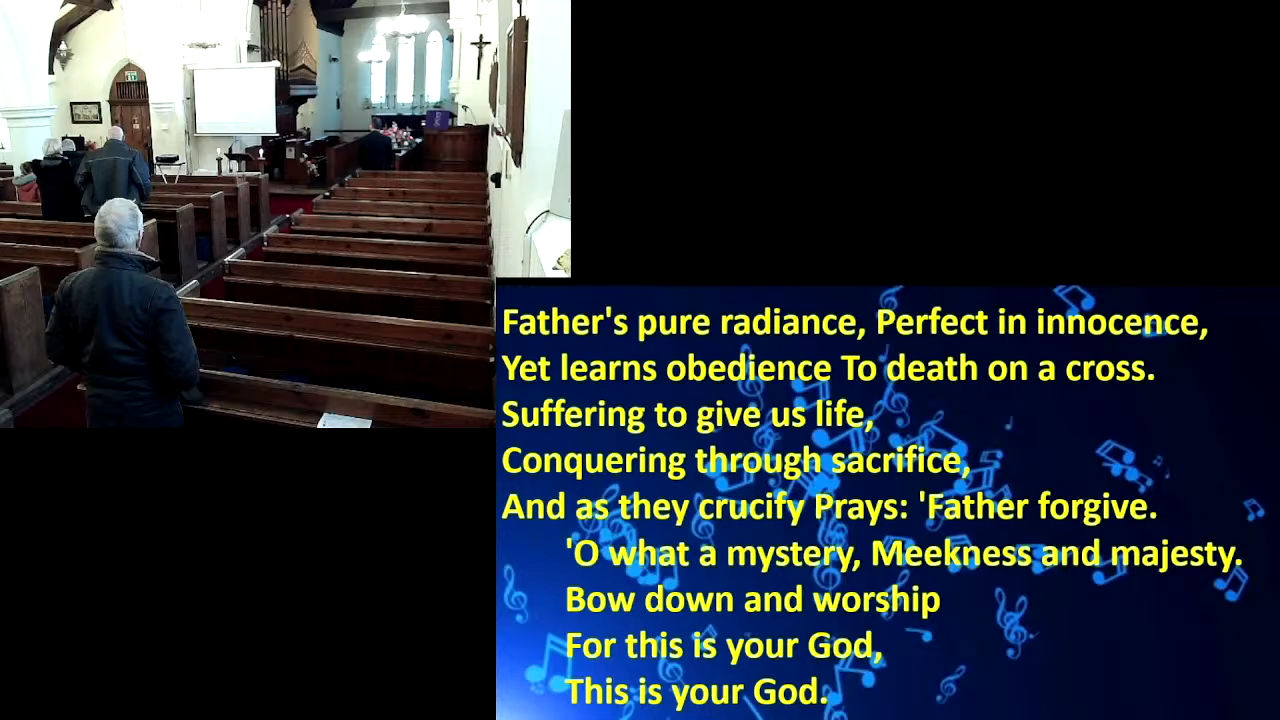 Father's pure radiance, Perfect in innocence,
Yet learns obedience To death on a cross.
Suffering to give us life,
Conquering through sacrifice,
And as they crucify Prays: 'Father forgive.
'O what a mystery, Meekness and majesty.
Bow down and worship
For this is your God,
This is your God.